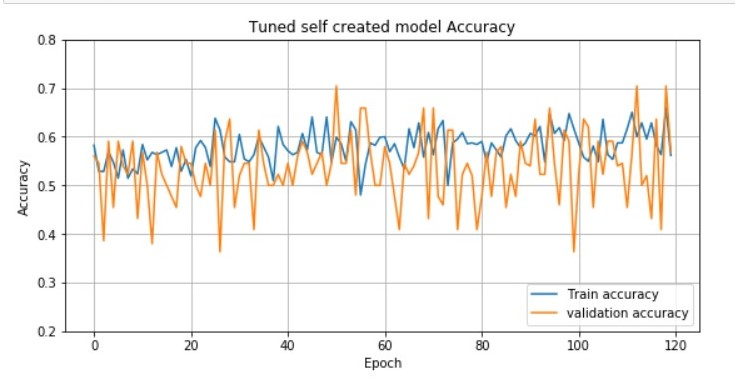 Tuned self created model Accuracy
0.8
0.7
0.6
0.5
0.4
0.3
0.2
Accuracy
Train accuracy
validation accuracy
0 20 40 60 80 100 120
Epoch